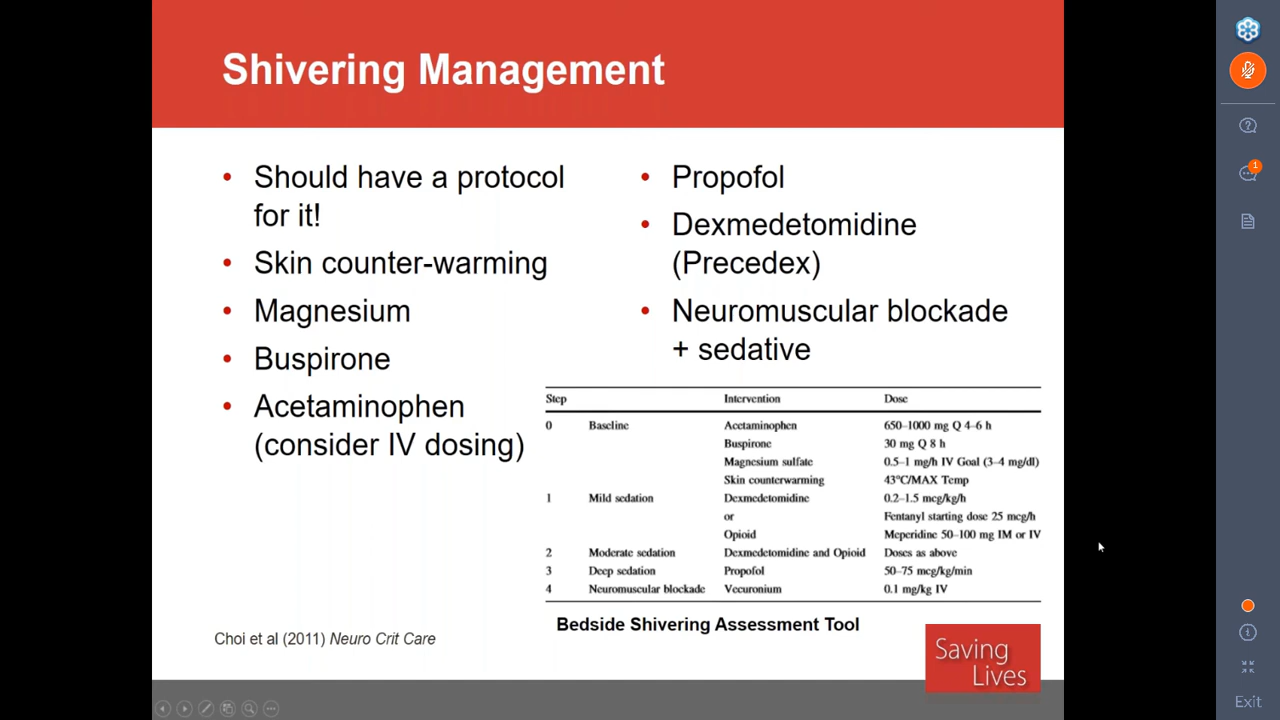 Shivering Management
• Should have a protocol
for it!
• Skin counter-warming
• Magnesium
• Buspirone
• Acetaminophen
(consider IV dosing)
• Propofol
• Dexmedetomidine
(Precedex)
• Neuromuscular blockade
+ sedative
Step Intervention Dose
0 Baseline Acetaminophen 650–1000 mg Q 4–6 h
Buspirone 30 mg Q 8 h
Magnesium sulfate 0.5–1 mg/h IV Goal (3–4 mg/dl)
Skin counterwarming 43°C/MAX Temp
1 Mild sedation Dexmedetomidine 0.2–1.5 mcg/kg/h
or Fentanyl starting dose 25 mcg/h
Opioid Meperidine 50–100 mg IM or IV
2 Moderate sedation Dexmedetomidine and Opioid Doses as above
3 Deep sedation Propofol 50–75 mcg/kg/min
4 Neuromuscular blockade Vecuronium 0.1 mg/kg IV
Bedside Shivering Assessment Tool
Choi et al (2011) Neuro Crit Care
Saving
Lives
1
Exit